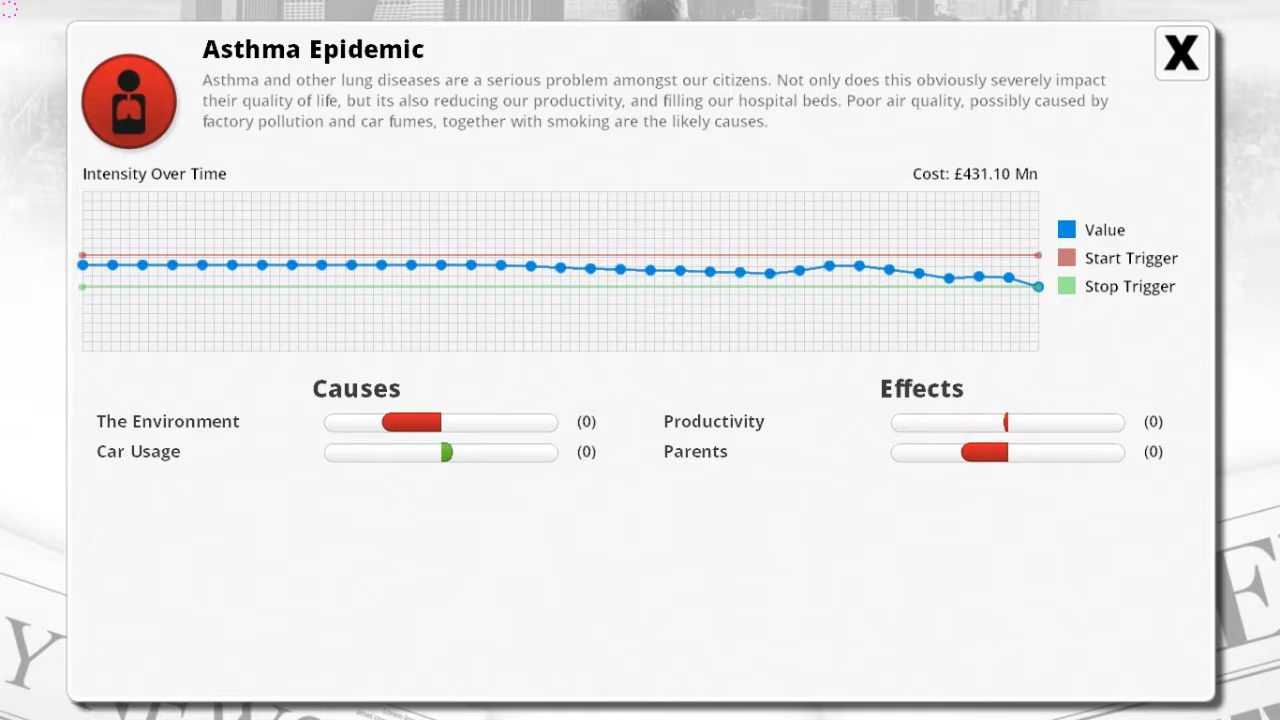 Asthma Epidemic
X
Asthma and other lung diseases are a serious problem amongst our citizens. Not only does this obviously severely impact
their quality of life, but its also reducing our productivity, and filling our hospital beds. Poor air quality, possibly caused by
factory pollution and car fumes, together with smoking are the likely causes.
Intensity Over Time
Cost: £431.10 Mn
Value
Start Trigger
Stop Trigger
Causes
Effects
The Environment (0)
Productivity (0)
Car Usage (0)
Parents (0)